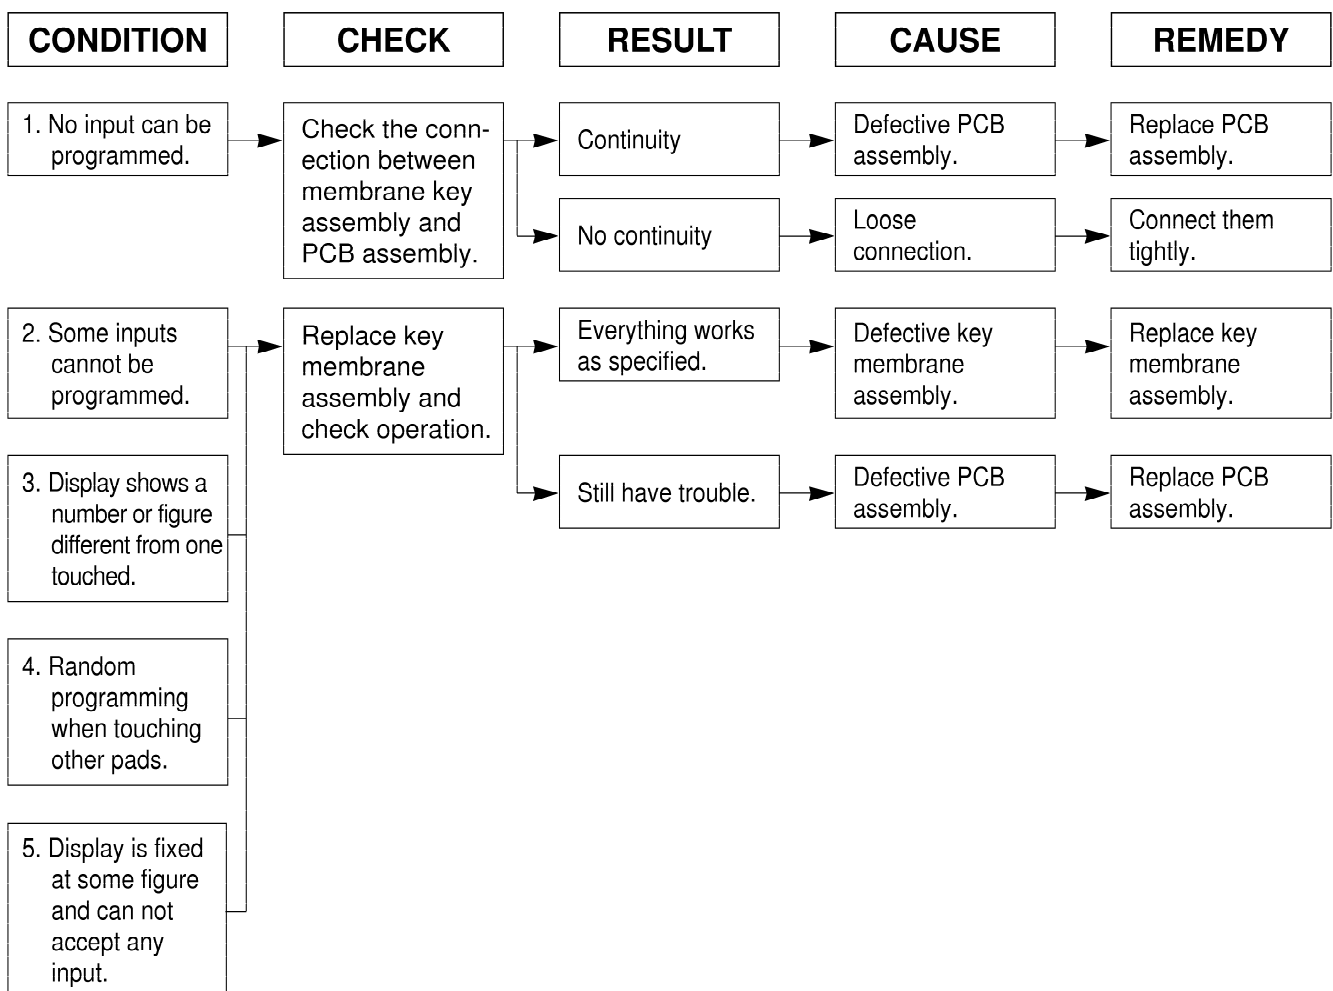 CONDITION
CHECK
RESULT
CAUSE
REMEDY
1. No input can be
programmed.
Check the conn-
ection between
membrane key
assembly and
PCB assembly.
Continuity
Defective PCB
assembly.
Replace PCB
assembly.
No continuity
Loose
connection.
Connect them
tightly.
2. Some inputs
cannot be
programmed.
Replace key
membrane
assembly and
check operation.
Everything works
as specified.
Defective key
membrane
assembly.
Replace key
membrane
assembly.
Still have trouble.
Defective PCB
assembly.
Replace PCB
assembly.
3. Display shows a
number or figure
different from one
touched.
4. Random
programming
when touching
other pads.
5. Display is fixed
at some figure
and can not
accept any
input.